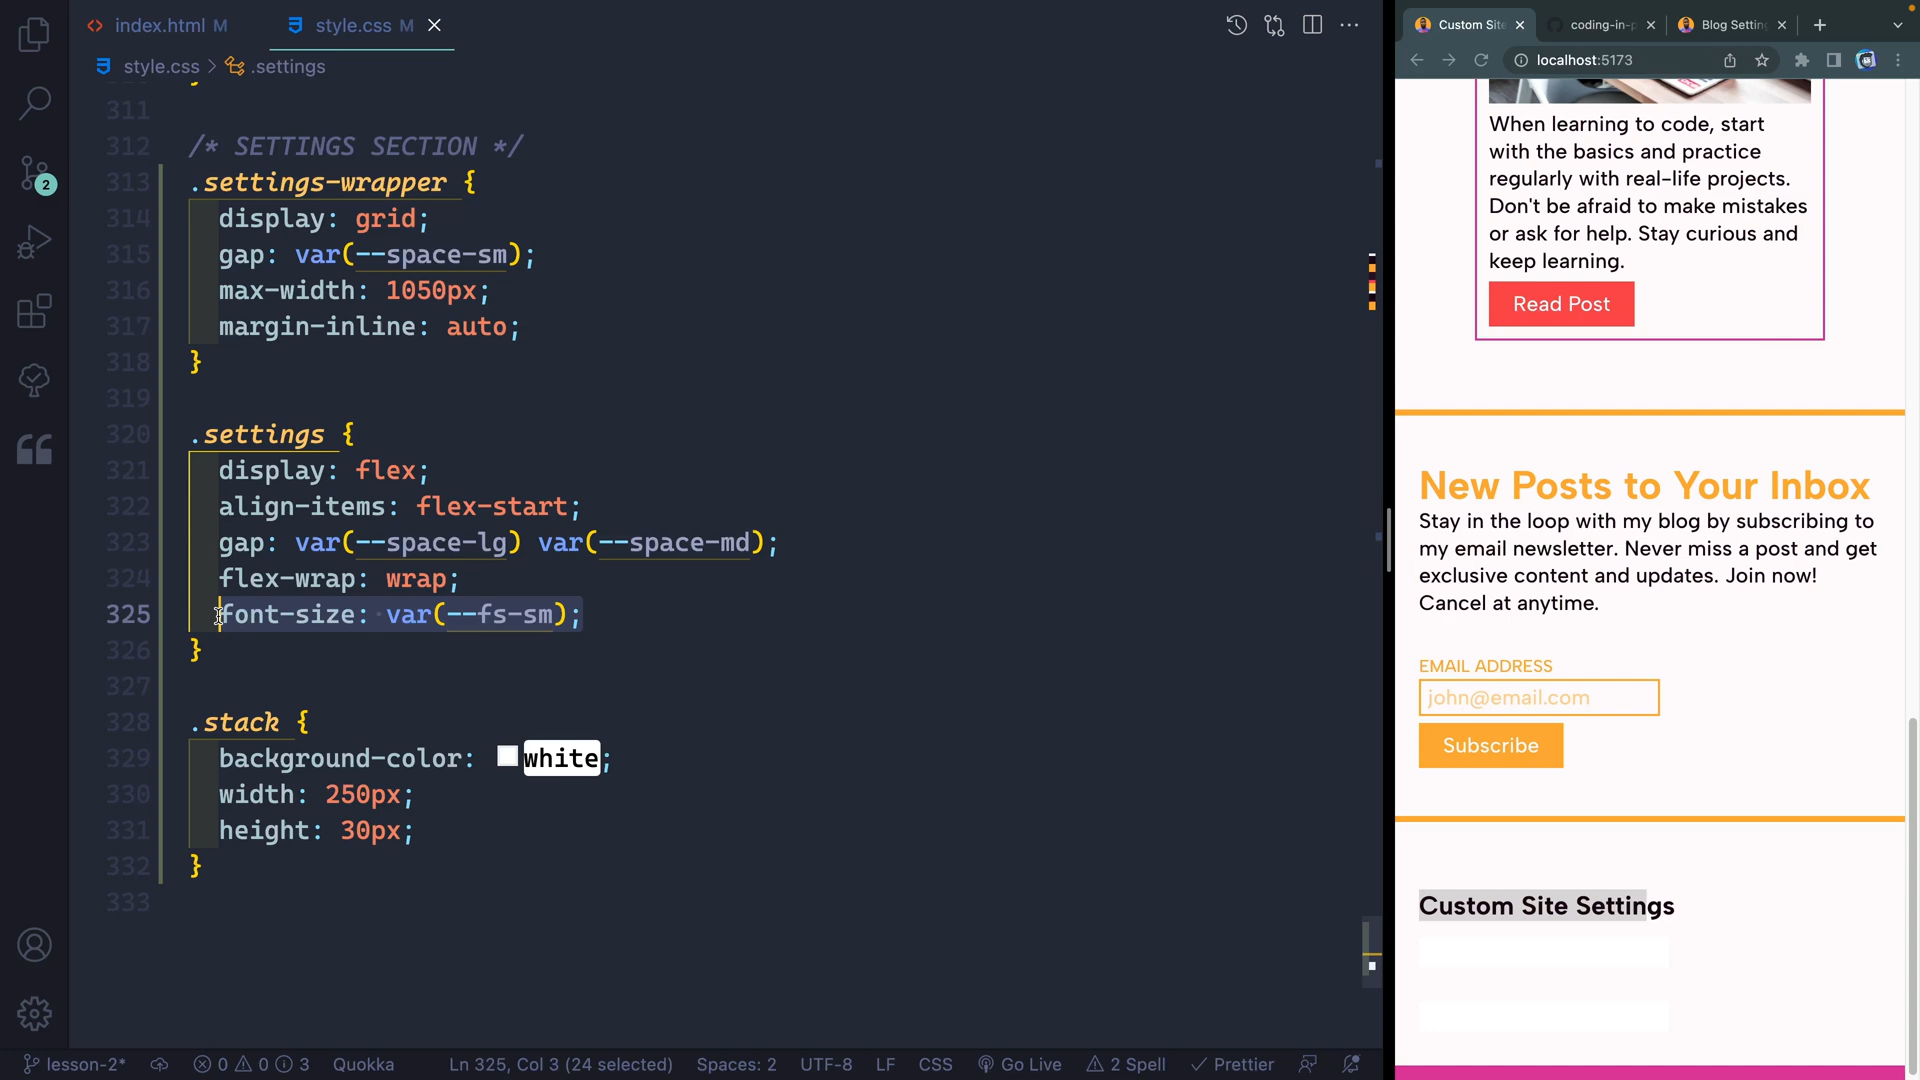 index.html M
style.css M
style.css > .settings
311
312 /* SETTINGS SECTION */
313 .settings-wrapper {
314 display: grid;
315 gap: var(--space-sm);
316 max-width: 1050px;
317 margin-inline: auto;
318 }
319
320 .settings {
321 display: flex;
322 align-items: flex-start;
323 gap: var(--space-lg) var(--space-md);
324 flex-wrap: wrap;
325 font-size: var(--fs-sm);
326 }
327
328 .stack {
329 background-color: white;
330 width: 250px;
331 height: 30px;
332 }
333
2
lesson-2* 0 0 3 Quokka Ln 325, Col 3 (24 selected) Spaces: 2 UTF-8 LF CSS Go Live 2 Spell Prettier
Custom Site
coding-in-p
Blog Setting
localhost:5173
When learning to code, start
with the basics and practice
regularly with real-life projects.
Don't be afraid to make mistakes
or ask for help. Stay curious and
keep learning.
Read Post
New Posts to Your Inbox
Stay in the loop with my blog by subscribing to
my email newsletter. Never miss a post and get
exclusive content and updates. Join now!
Cancel at anytime.
EMAIL ADDRESS
john@email.com
Subscribe
Custom Site Settings